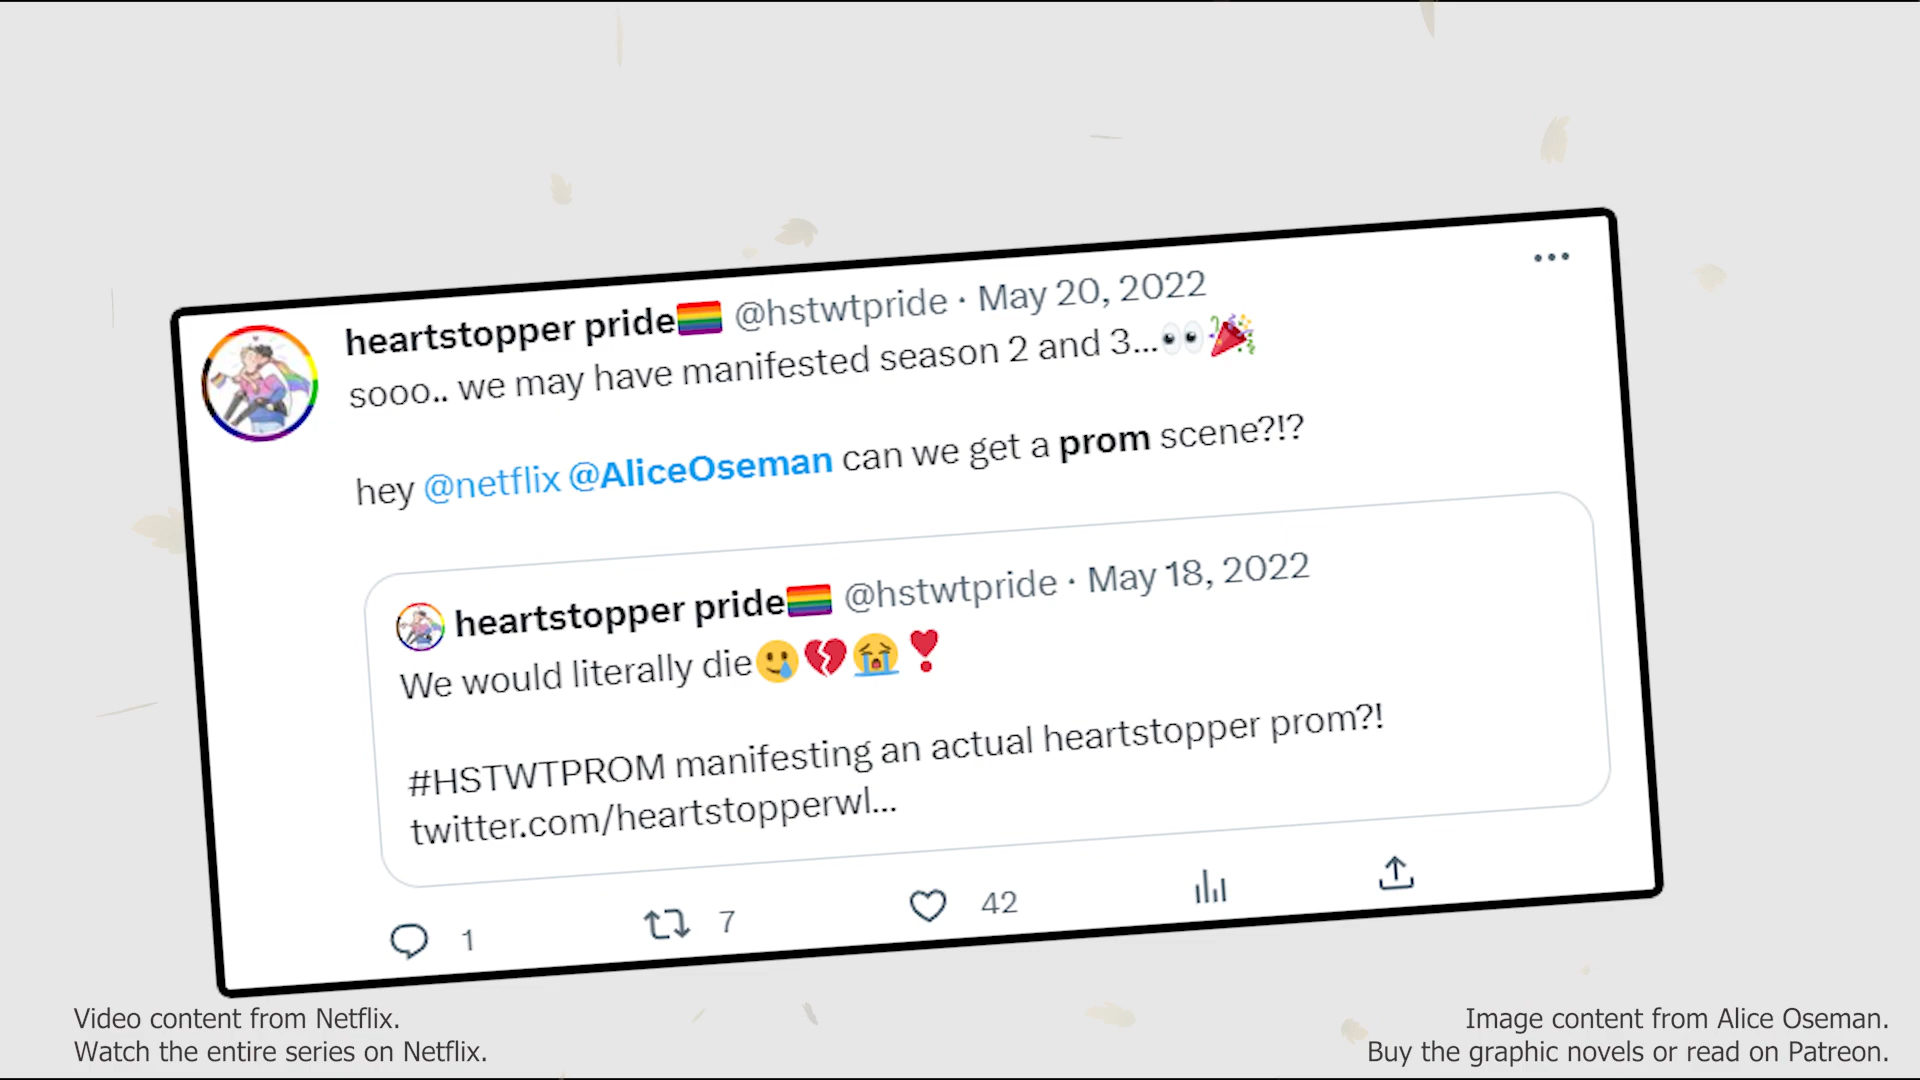 heartstopper pride🏳️‍🌈 @hstwtpride · May 20, 2022
sooo.. we may have manifested season 2 and 3...👀🎉
hey @netflix @AliceOseman can we get a prom scene?!?
heartstopper pride🏳️‍🌈 @hstwtpride · May 18, 2022
We would literally die🥲💔😭❣️
#HSTWTPROM manifesting an actual heartstopper prom?!
twitter.com/heartstopperwl...
1 7 42
Video content from Netflix.
Watch the entire series on Netflix.
Image content from Alice Oseman.
Buy the graphic novels or read on Patreon.